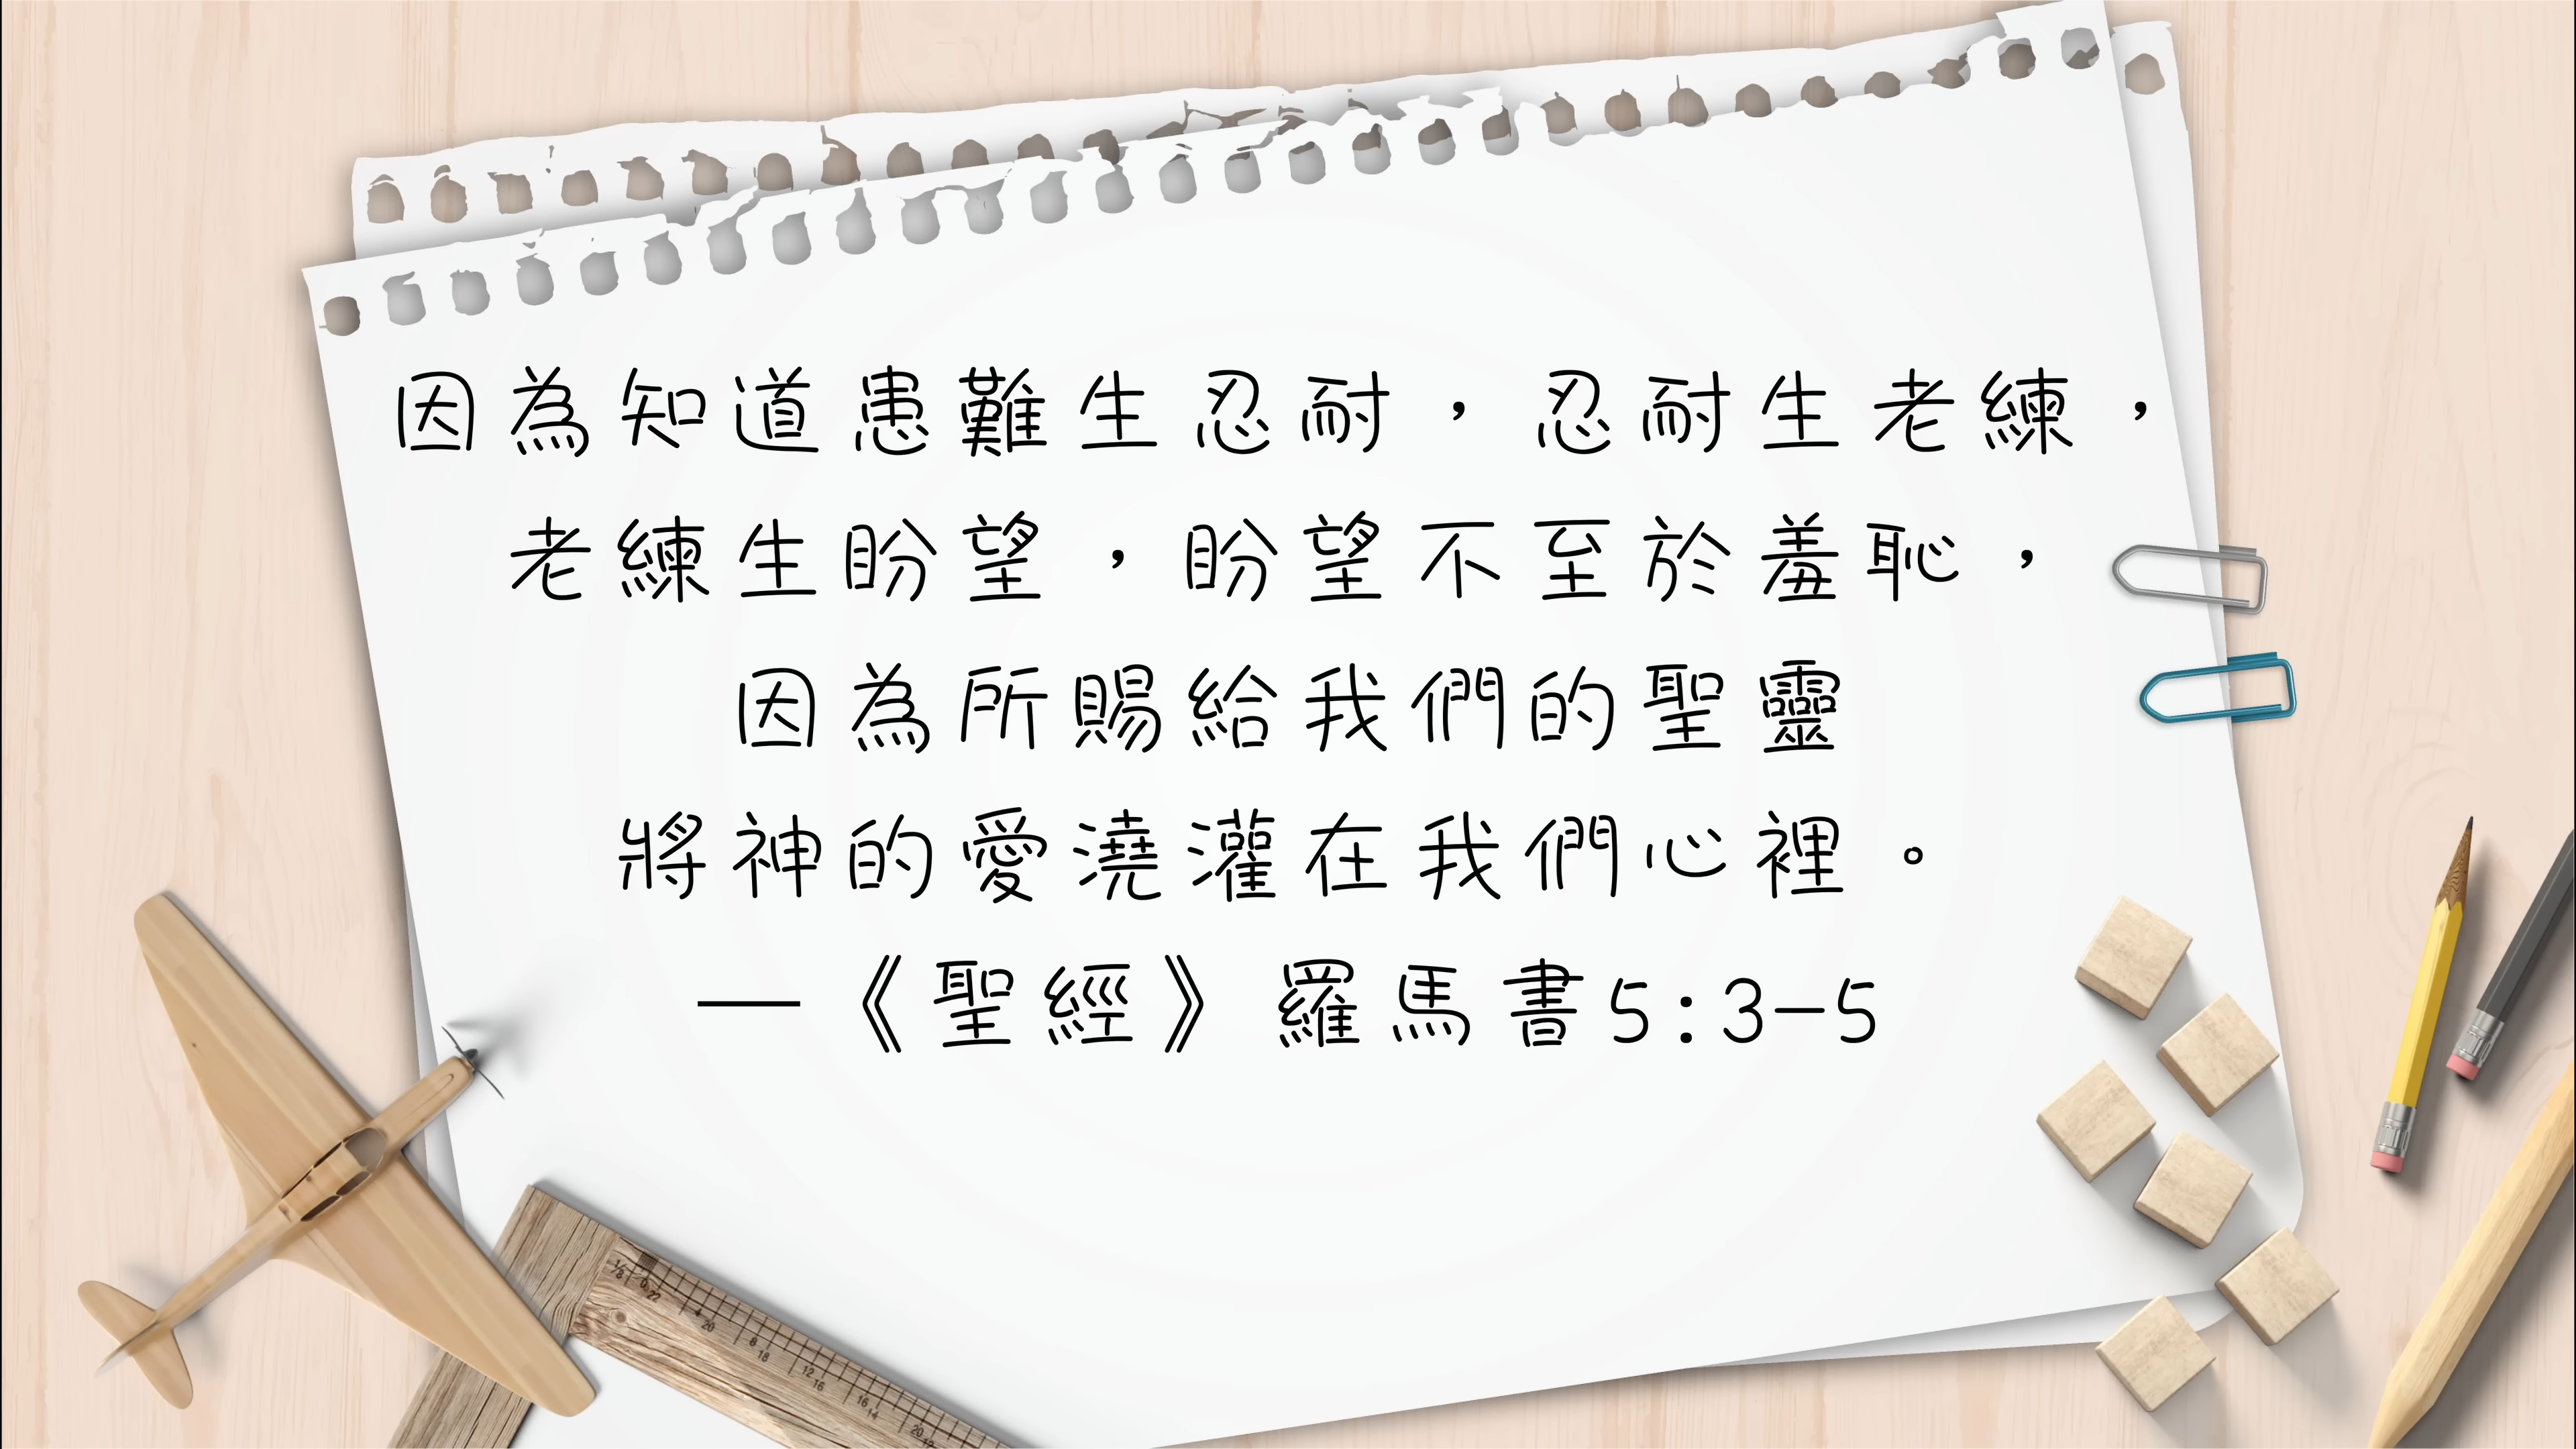 因為知道患難生忍耐，忍耐生老練，
老練生盼望，盼望不至於羞恥，
因為所賜給我們的聖靈
將神的愛澆灌在我們心裡。
—《聖經》羅馬書5:3-5